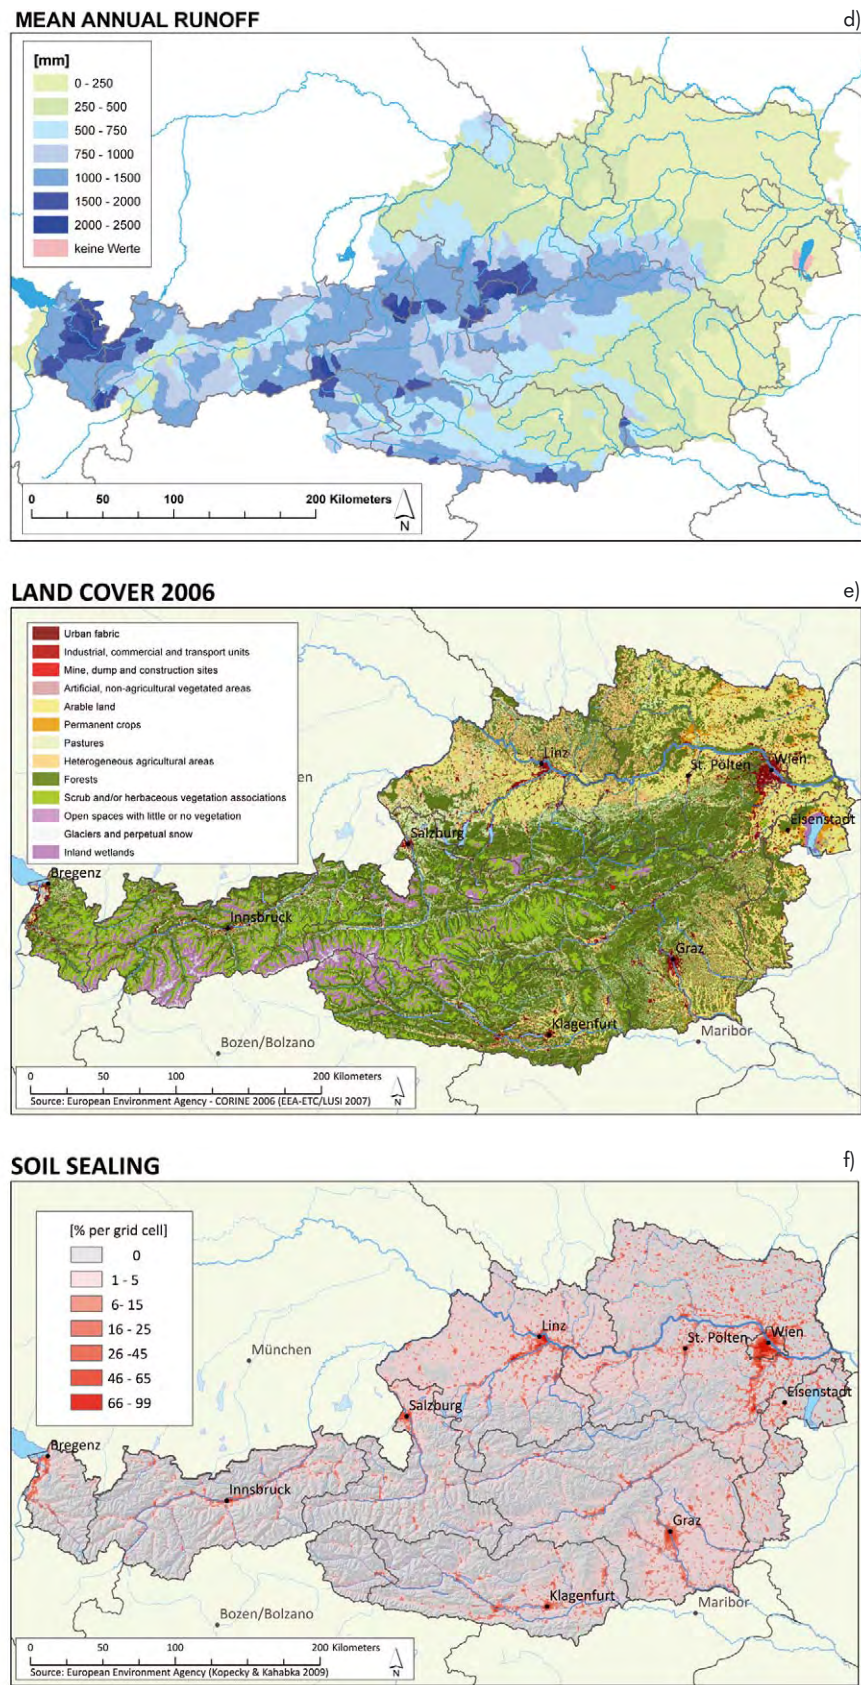 MEAN ANNUAL RUNOFF
d)
[mm]
0 - 250
250 - 500
500 - 750
750 - 1000
1000 - 1500
1500 - 2000
2000 - 2500
keine Werte
0 50 100 200 Kilometers
N
LAND COVER 2006
e)
Urban fabric
Industrial, commercial and transport units
Mine, dump and construction sites
Artificial, non-agricultural vegetated areas
Arable land
Permanent crops
Pastures
Heterogeneous agricultural areas
Forests
Scrub and/or herbaceous vegetation associations
Open spaces with little or no vegetation
Glaciers and perpetual snow
Inland wetlands
en
Linz
St. Pölten
Wien
Eisenstadt
Salzburg
Bregenz
Innsbruck
Graz
Klagenfurt
Maribor
Bozen/Bolzano
0 50 100 200 Kilometers
Source: European Environment Agency - CORINE 2006 (EEA-ETC/LUSI 2007)
N
SOIL SEALING
f)
[% per grid cell]
0
1 - 5
6- 15
16 - 25
26 -45
46 - 65
66 - 99
München
Linz
St. Pölten
Wien
Eisenstadt
Salzburg
Bregenz
Innsbruck
Graz
Klagenfurt
Maribor
Bozen/Bolzano
0 50 100 200 Kilometers
Source: European Environment Agency (Kopecky & Kahabka 2009)
N